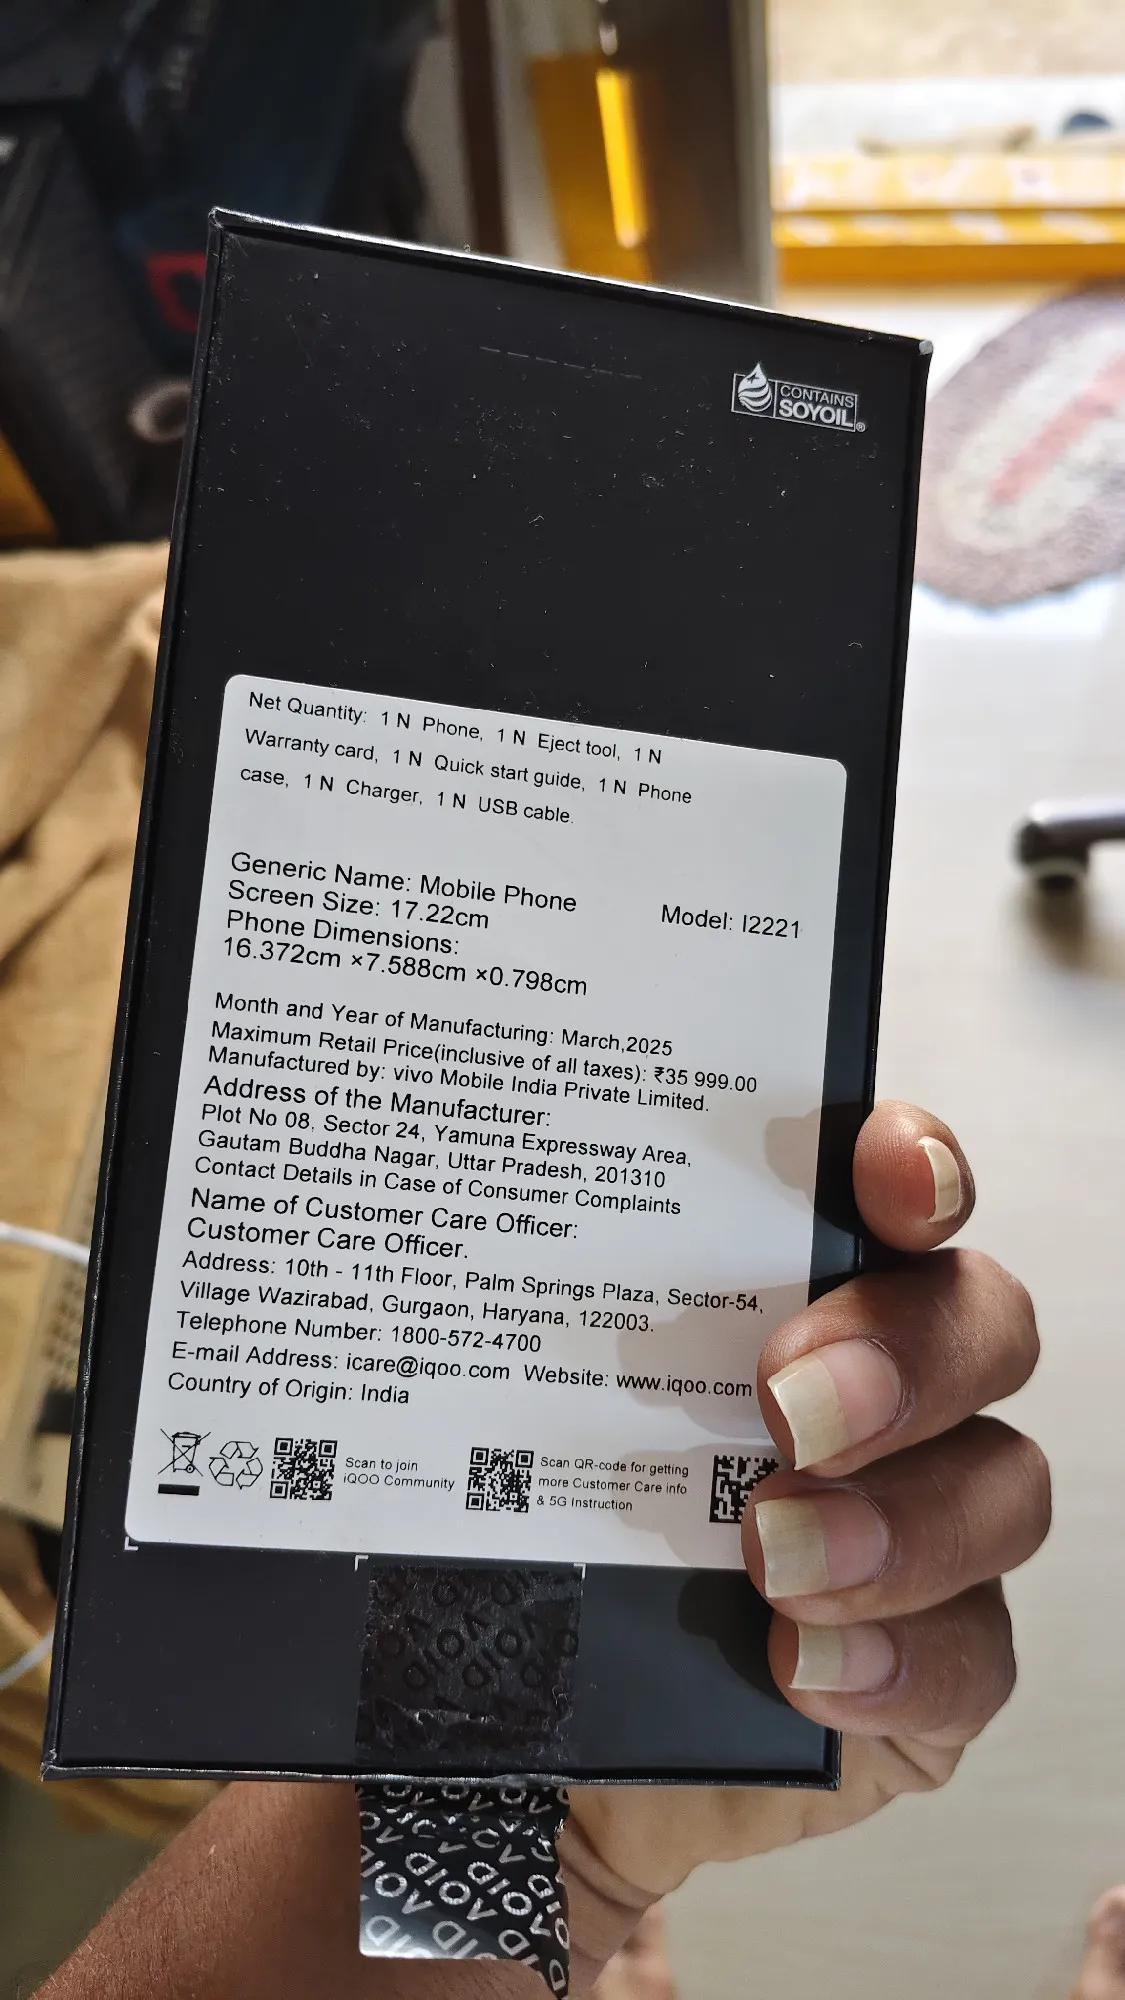 CONTAINS
SOYOIL®
Net Quantity: 1 N Phone, 1 N Eject tool, 1 N
Warranty card, 1 N Quick start guide, 1 N Phone
case, 1 N Charger, 1 N USB cable.
Generic Name: Mobile Phone
Screen Size: 17.22cm
Model: I2221
Phone Dimensions:
16.372cm ×7.588cm ×0.798cm
Month and Year of Manufacturing: March,2025
Maximum Retail Price(inclusive of all taxes): ₹35 999.00
Manufactured by: vivo Mobile India Private Limited.
Address of the Manufacturer:
Plot No 08, Sector 24, Yamuna Expressway Area,
Gautam Buddha Nagar, Uttar Pradesh, 201310
Contact Details in Case of Consumer Complaints
Name of Customer Care Officer:
Customer Care Officer.
Address: 10th - 11th Floor, Palm Springs Plaza, Sector-54,
Village Wazirabad, Gurgaon, Haryana, 122003.
Telephone Number: 1800-572-4700
E-mail Address: icare@iqoo.com Website: www.iqoo.com
Country of Origin: India
Scan to join
iQOO Community
Scan QR-code for getting
more Customer Care info
& 5G Instruction
VOID VOID VOID
VOID VOID VOID